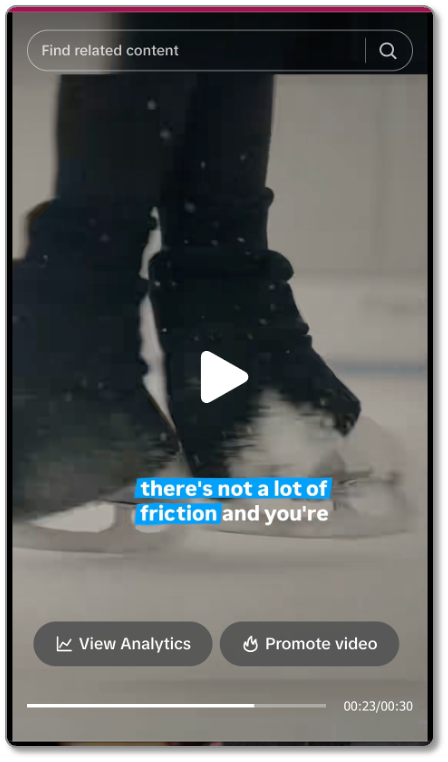 Find related content
there's not a lot of
friction and you're
View Analytics
Promote video
00:23/00:30